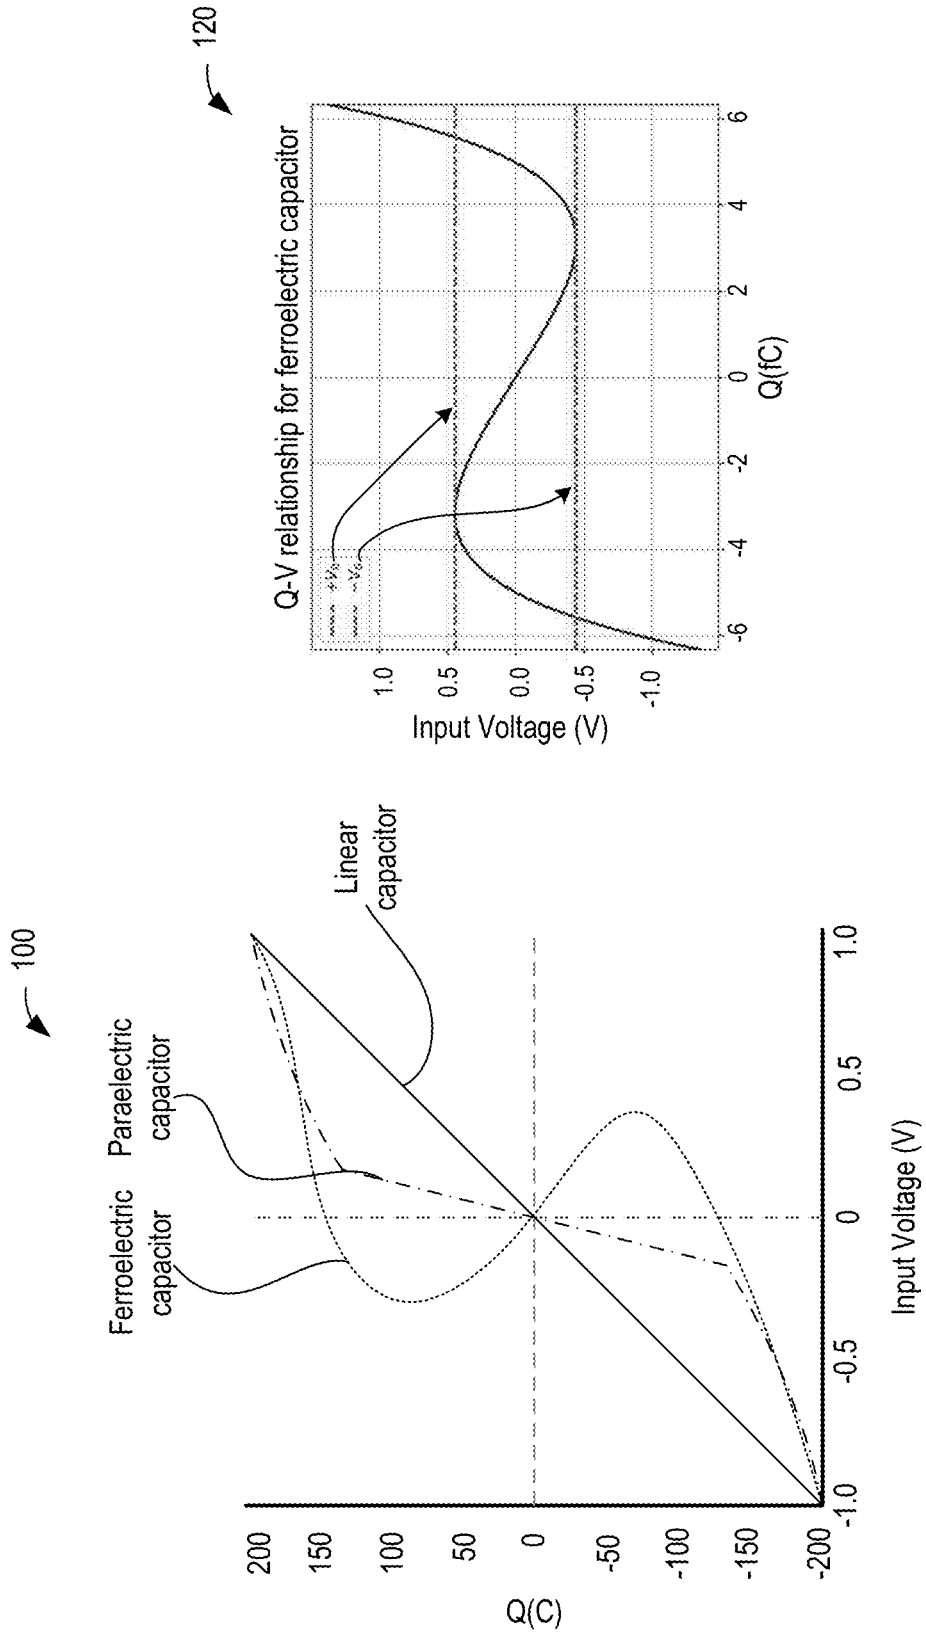 100
Ferroelectric
capacitor
Paraelectric
capacitor
Linear
capacitor
Q(C)
200
150
100
50
0
-50
-100
-150
-200
-1.0
-0.5
0
0.5
1.0
Input Voltage (V)
120
Q-V relationship for ferroelectric capacitor
Input Voltage (V)
1.0
0.5
0.0
-0.5
-1.0
-6
-4
-2
0
2
4
6
Q(fC)